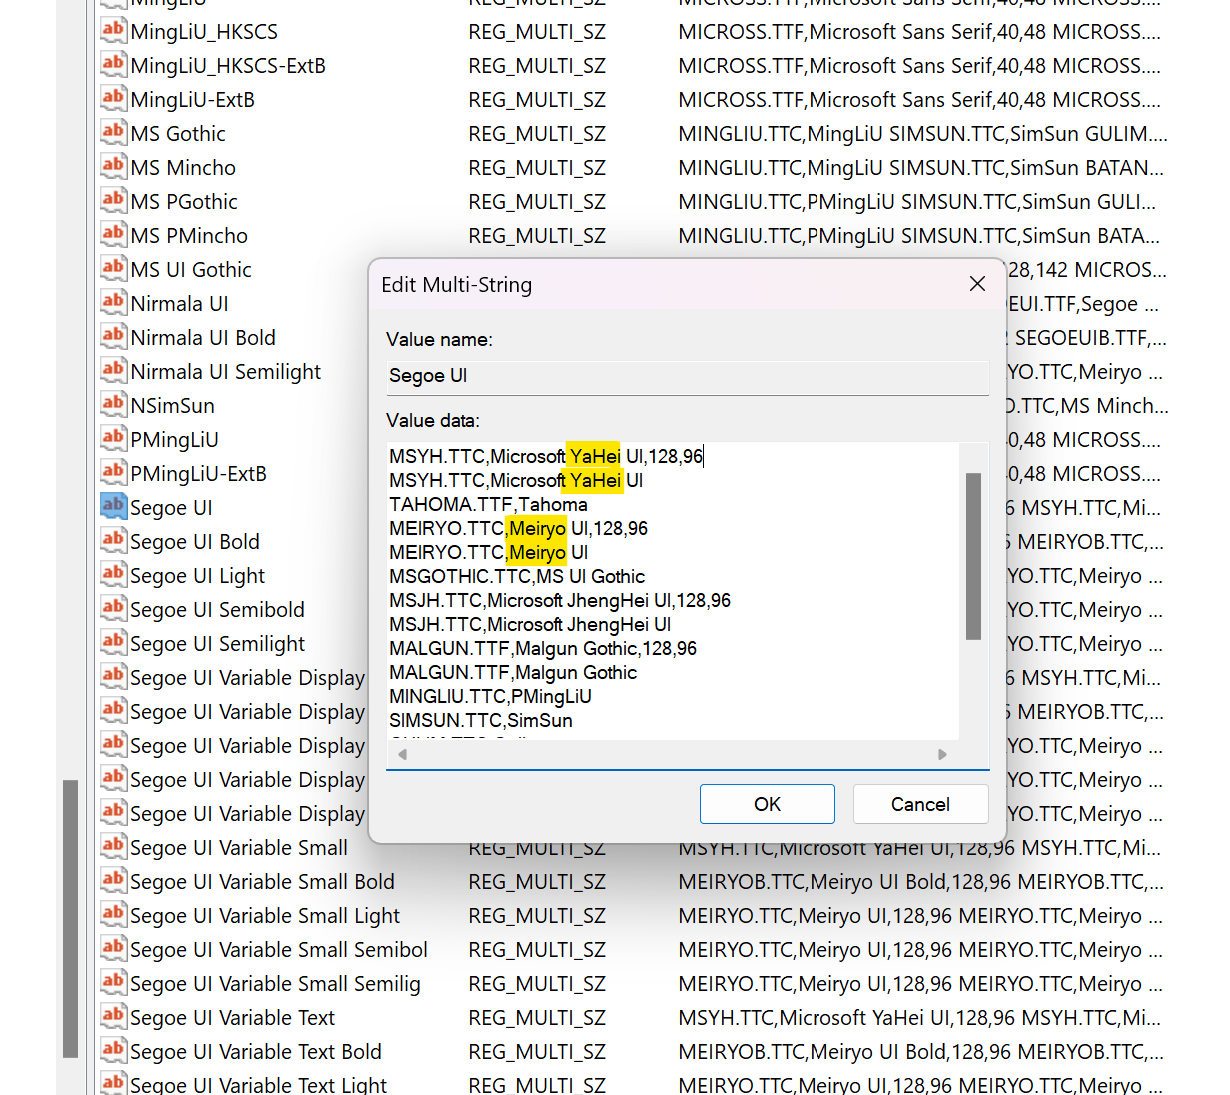 MingLiU REG_MULTI_SZ MICROSS.TTF,Microsoft Sans Serif,40,48 MICROSS....
MingLiU_HKSCS REG_MULTI_SZ MICROSS.TTF,Microsoft Sans Serif,40,48 MICROSS....
MingLiU_HKSCS-ExtB REG_MULTI_SZ MICROSS.TTF,Microsoft Sans Serif,40,48 MICROSS....
MingLiU-ExtB REG_MULTI_SZ MICROSS.TTF,Microsoft Sans Serif,40,48 MICROSS....
MS Gothic REG_MULTI_SZ MINGLIU.TTC,MingLiU SIMSUN.TTC,SimSun GULIM....
MS Mincho REG_MULTI_SZ MINGLIU.TTC,MingLiU SIMSUN.TTC,SimSun BATAN...
MS PGothic REG_MULTI_SZ MINGLIU.TTC,PMingLiU SIMSUN.TTC,SimSun GULI...
MS PMincho REG_MULTI_SZ MINGLIU.TTC,PMingLiU SIMSUN.TTC,SimSun BATA...
MS UI Gothic 128,142 MICROS...
Nirmala UI EUI.TTF,Segoe ...
Nirmala UI Bold SEGOEUIB.TTF,...
Nirmala UI Semilight YO.TTC,Meiryo ...
NSimSun O.TTC,MS Minch...
PMingLiU 40,48 MICROSS....
PMingLiU-ExtB 40,48 MICROSS....
Segoe UI 6 MSYH.TTC,Mi...
Segoe UI Bold 6 MEIRYOB.TTC,...
Segoe UI Light YO.TTC,Meiryo ...
Segoe UI Semibold YO.TTC,Meiryo ...
Segoe UI Semilight YO.TTC,Meiryo ...
Segoe UI Variable Display 6 MSYH.TTC,Mi...
Segoe UI Variable Display 6 MEIRYOB.TTC,...
Segoe UI Variable Display YO.TTC,Meiryo ...
Segoe UI Variable Display YO.TTC,Meiryo ...
Segoe UI Variable Display YO.TTC,Meiryo ...
Segoe UI Variable Small REG_MULTI_SZ MSYH.TTC,Microsoft YaHei UI,128,96 MSYH.TTC,Mi...
Segoe UI Variable Small Bold REG_MULTI_SZ MEIRYOB.TTC,Meiryo UI Bold,128,96 MEIRYOB.TTC,...
Segoe UI Variable Small Light REG_MULTI_SZ MEIRYO.TTC,Meiryo UI,128,96 MEIRYO.TTC,Meiryo ...
Segoe UI Variable Small Semibol REG_MULTI_SZ MEIRYO.TTC,Meiryo UI,128,96 MEIRYO.TTC,Meiryo ...
Segoe UI Variable Small Semilig REG_MULTI_SZ MEIRYO.TTC,Meiryo UI,128,96 MEIRYO.TTC,Meiryo ...
Segoe UI Variable Text REG_MULTI_SZ MSYH.TTC,Microsoft YaHei UI,128,96 MSYH.TTC,Mi...
Segoe UI Variable Text Bold REG_MULTI_SZ MEIRYOB.TTC,Meiryo UI Bold,128,96 MEIRYOB.TTC,...
Segoe UI Variable Text Light REG_MULTI_SZ MEIRYO.TTC,Meiryo UI,128,96 MEIRYO.TTC,Meiryo ...
Edit Multi-String
Value name:
Segoe UI
Value data:
MSYH.TTC,Microsoft YaHei UI,128,96
MSYH.TTC,Microsoft YaHei UI
TAHOMA.TTF,Tahoma
MEIRYO.TTC,Meiryo UI,128,96
MEIRYO.TTC,Meiryo UI
MSGOTHIC.TTC,MS UI Gothic
MSJH.TTC,Microsoft JhengHei UI,128,96
MSJH.TTC,Microsoft JhengHei UI
MALGUN.TTF,Malgun Gothic,128,96
MALGUN.TTF,Malgun Gothic
MINGLIU.TTC,PMingLiU
SIMSUN.TTC,SimSun
OK
Cancel